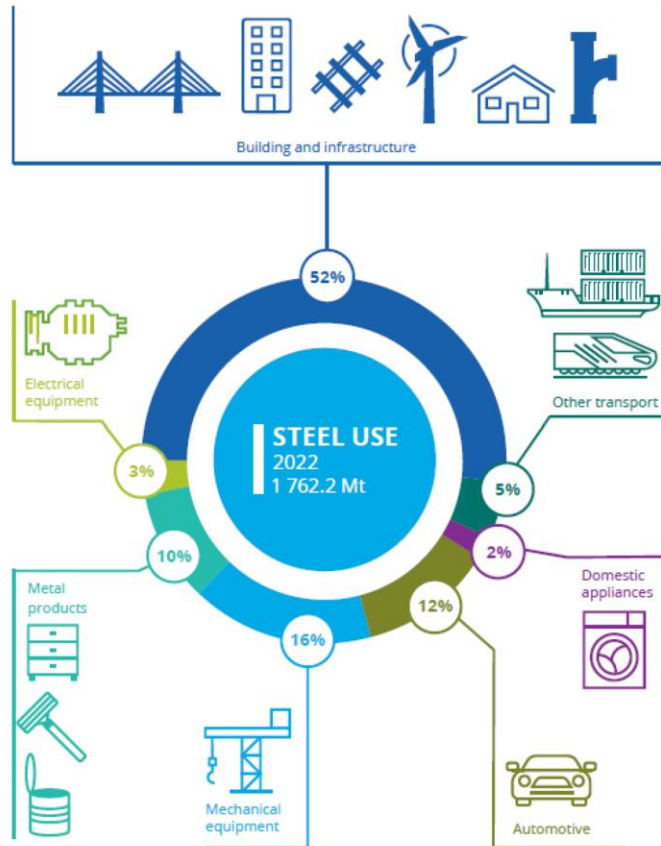 Building and infrastructure
52%
Electrical
equipment
Other transport
STEEL USE
2022
1 762.2 Mt
3%
5%
10%
2%
Metal
products
Domestic
appliances
12%
16%
Mechanical
equipment
Automotive